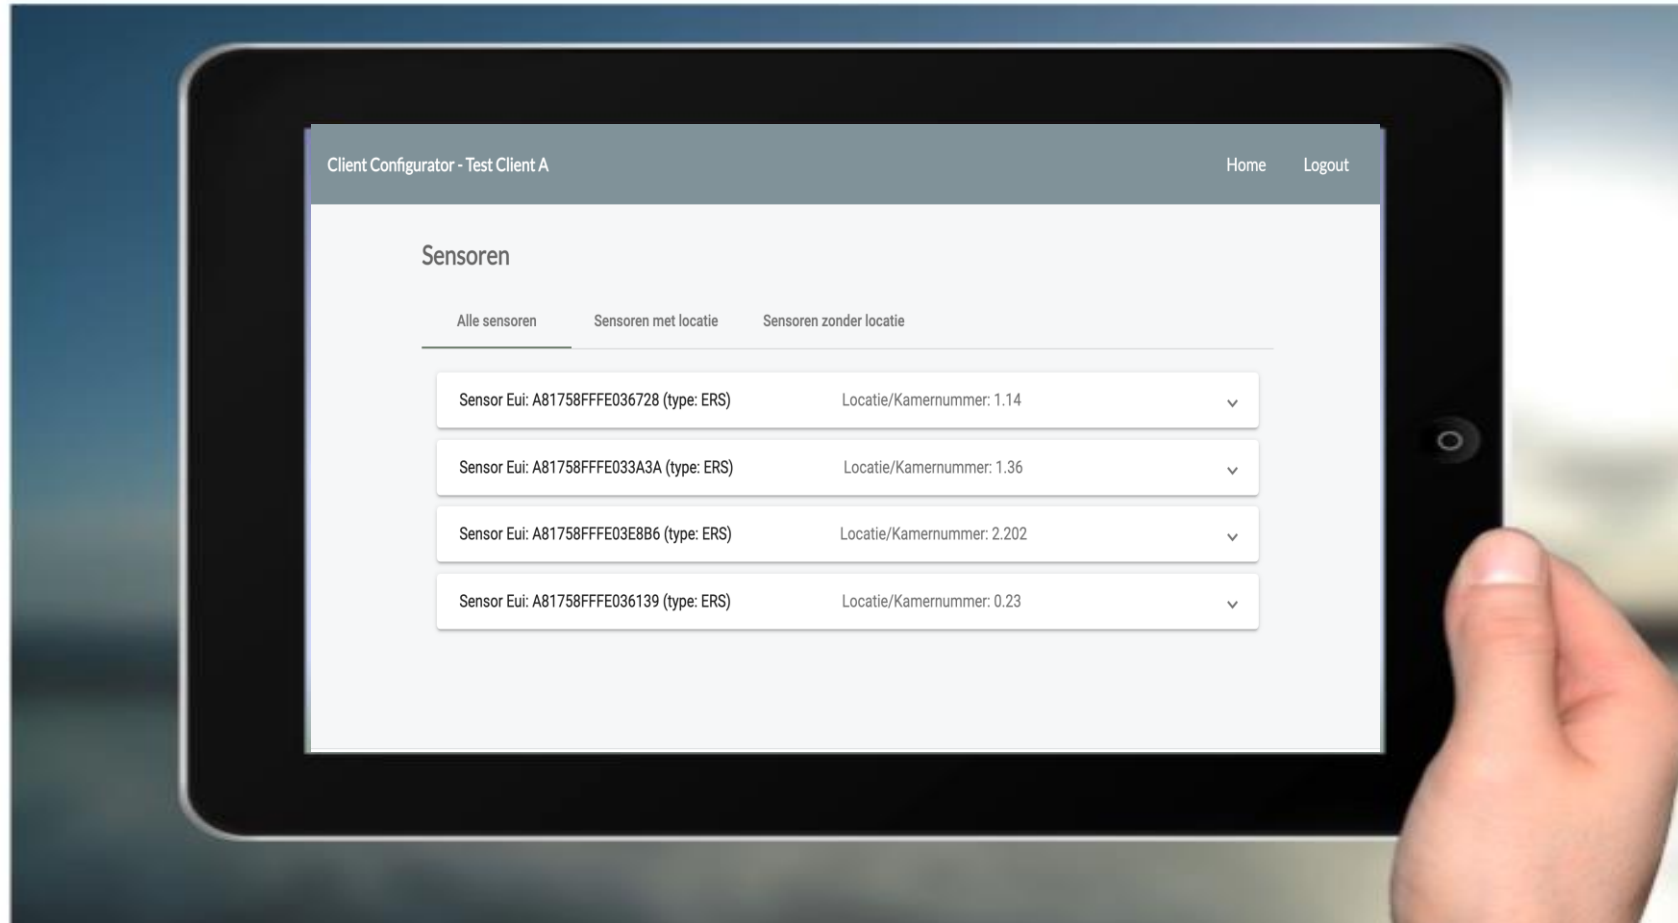 Client Configurator - Test Client A Home Logout
Sensoren
Alle sensoren Sensoren met locatie Sensoren zonder locatie
Sensor Eui: A81758FFFE036728 (type: ERS) Locatie/Kamernummer: 1.14
Sensor Eui: A81758FFFE033A3A (type: ERS) Locatie/Kamernummer: 1.36
Sensor Eui: A81758FFFE03E8B6 (type: ERS) Locatie/Kamernummer: 2.202
Sensor Eui: A81758FFFE036139 (type: ERS) Locatie/Kamernummer: 0.23